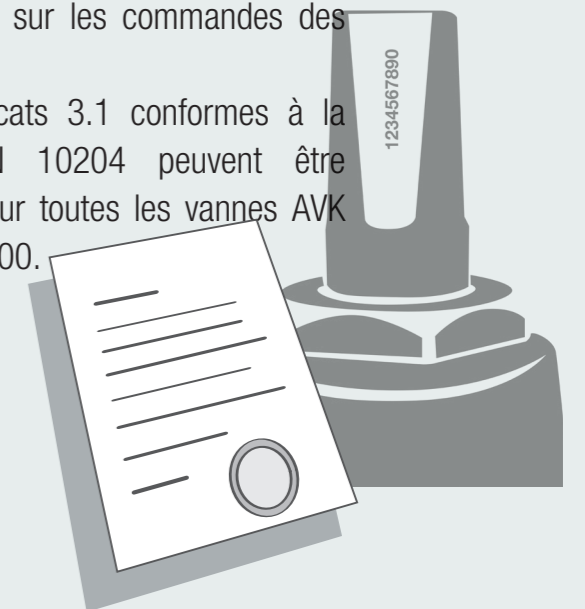 sur les commandes des
cats 3.1 conformes à la
10204 peuvent être
ur toutes les vannes AVK
00.
1234567890